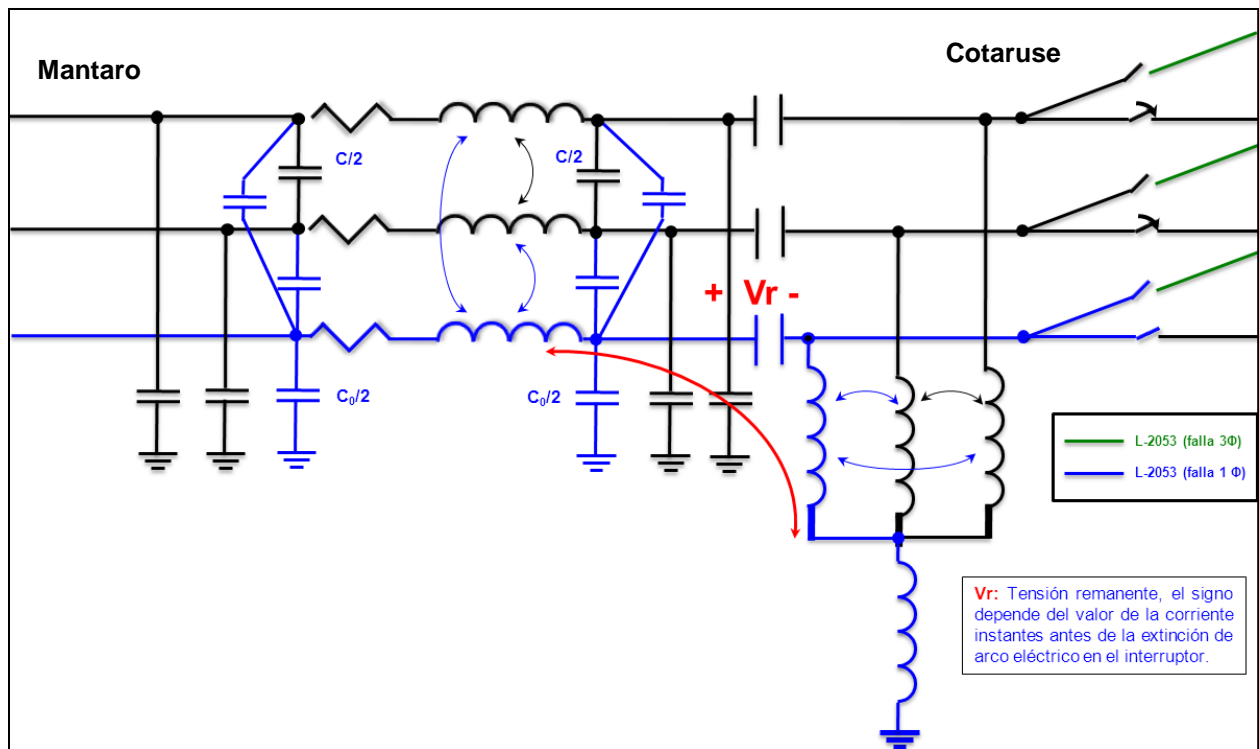 Mantaro
Cotaruse
C/2
C/2
+ Vr -
C₀/2
C₀/2
L-2053 (falla 3Φ)
L-2053 (falla 1 Φ)
Vr: Tensión remanente, el signo
depende del valor de la corriente
instantes antes de la extinción de
arco eléctrico en el interruptor.